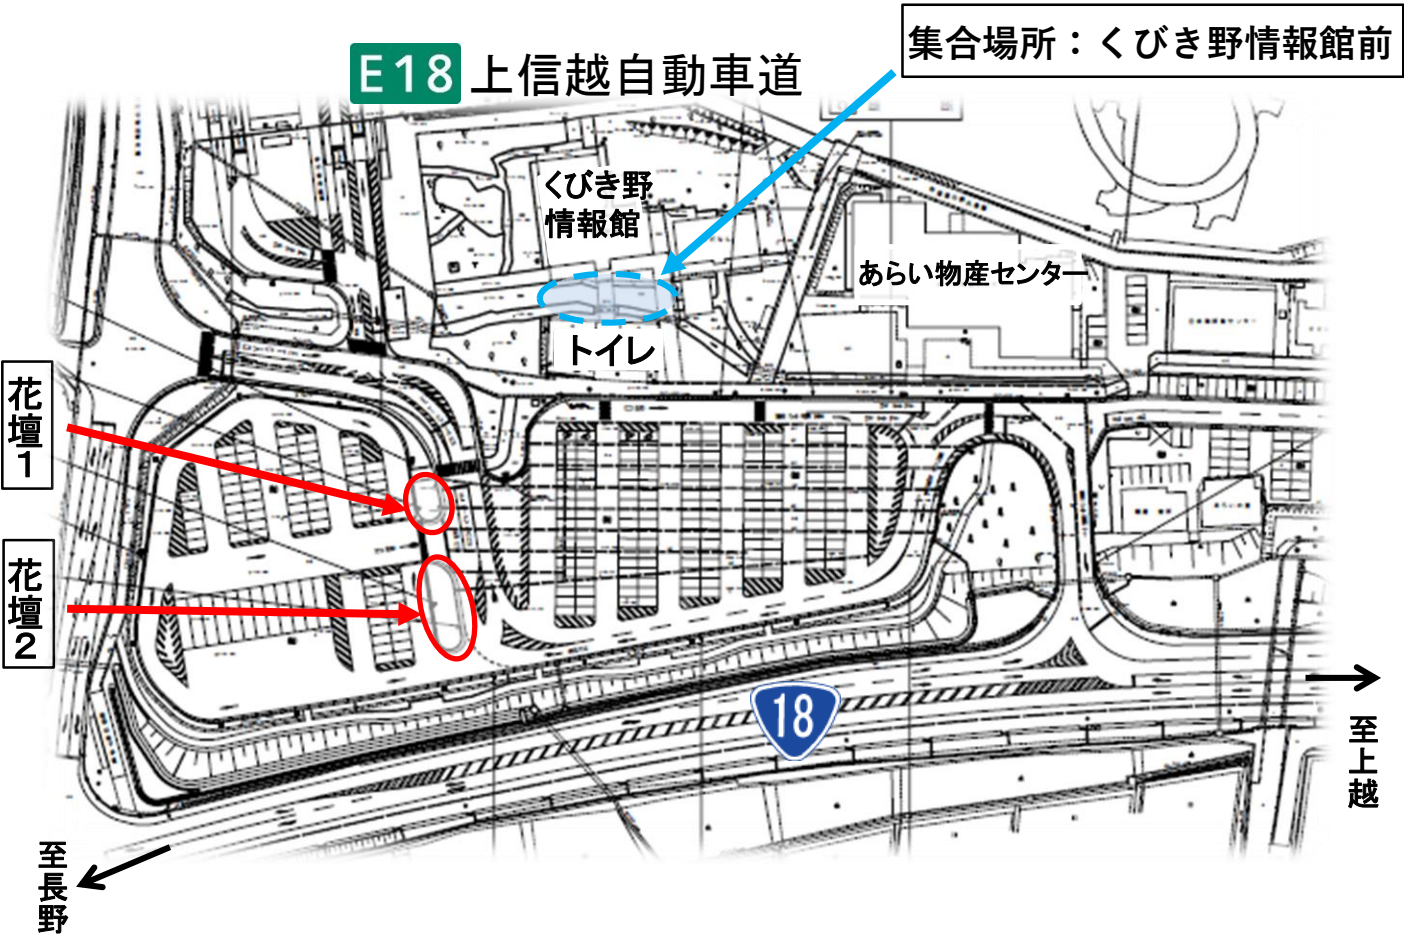 集合場所：くびき野情報館前
E18 上信越自動車道
くびき野
情報館
あらい物産センター
トイレ
花壇1
花壇2
18
至上越
至長野